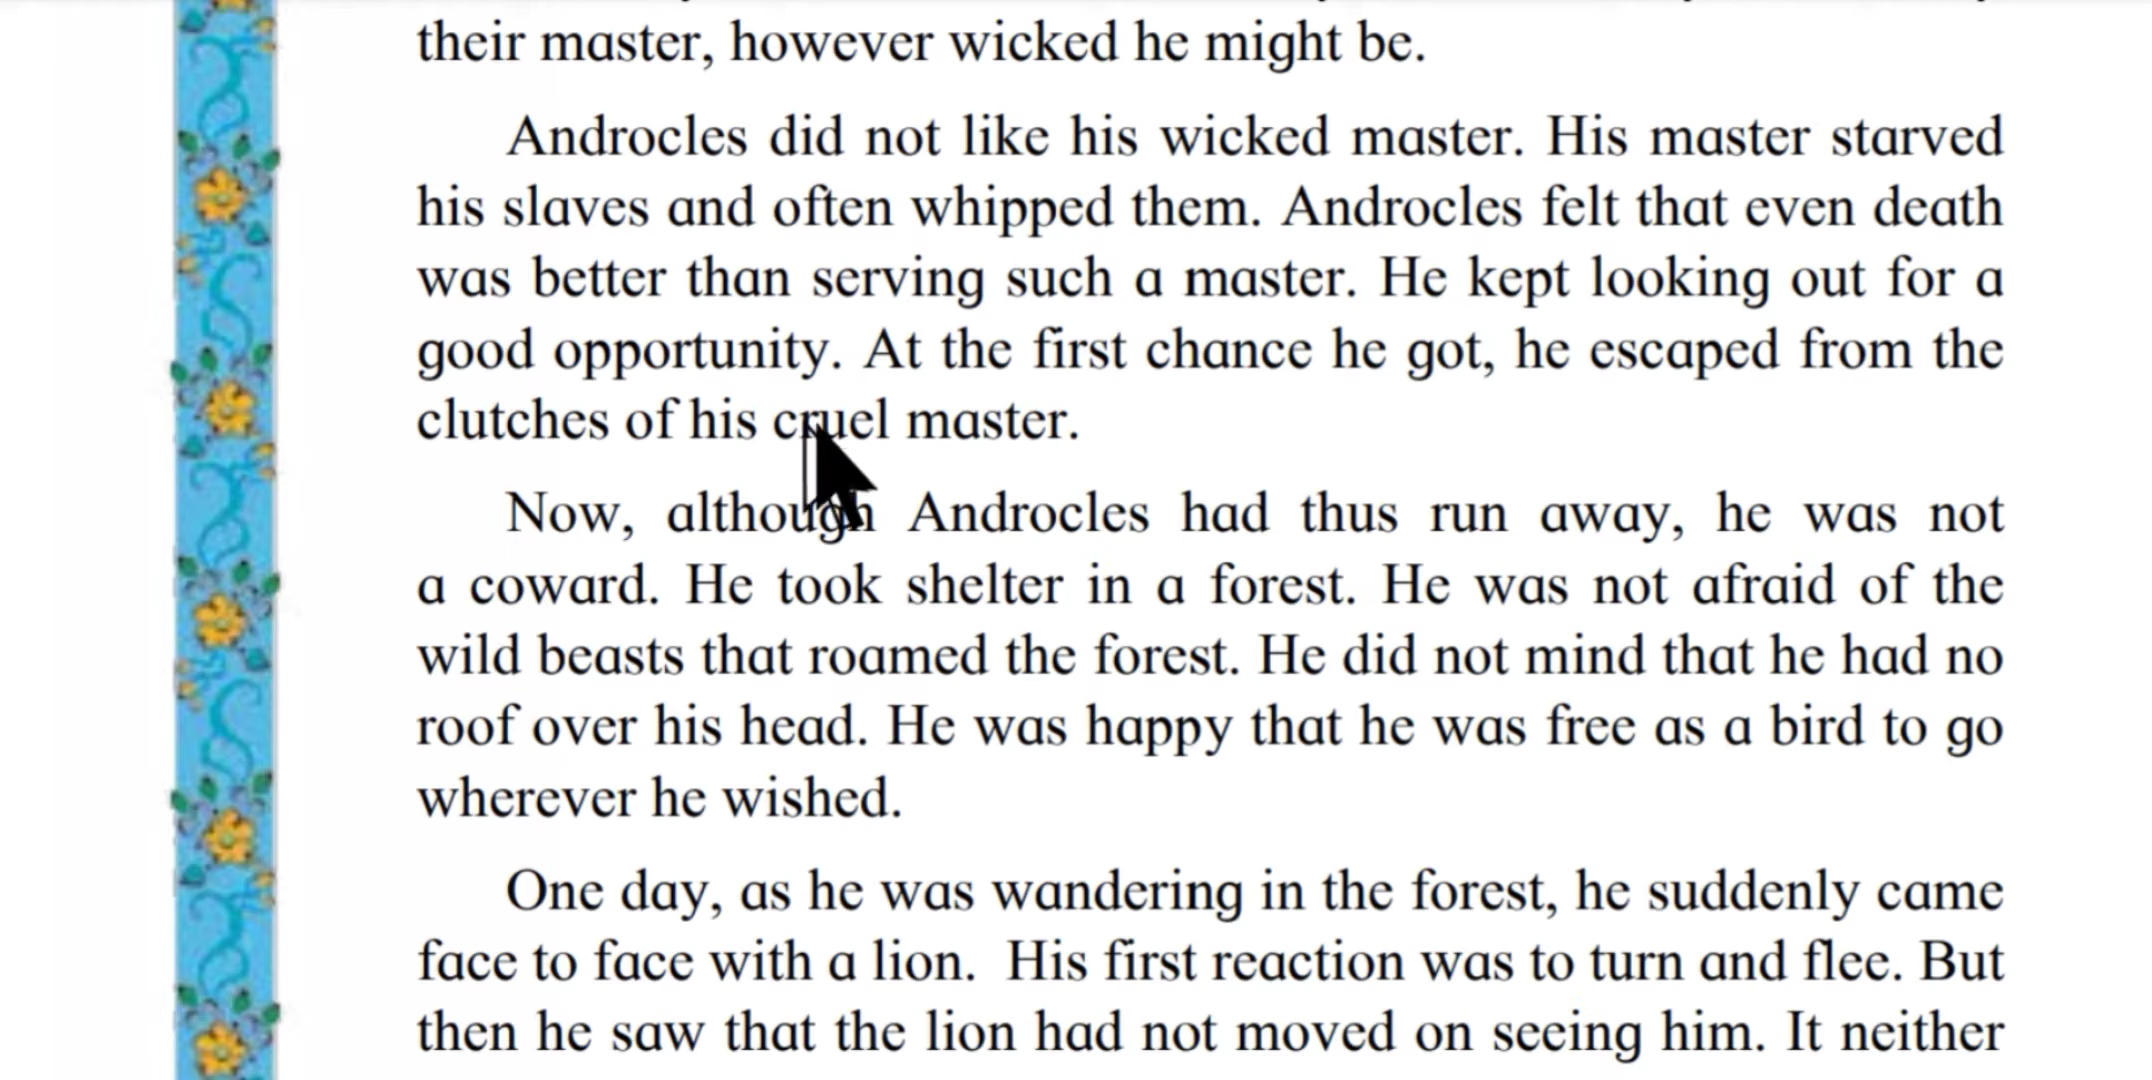 their master, however wicked he might be.
Androcles did not like his wicked master. His master starved
his slaves and often whipped them. Androcles felt that even death
was better than serving such a master. He kept looking out for a
good opportunity. At the first chance he got, he escaped from the
clutches of his cruel master.
Now, although Androcles had thus run away, he was not
a coward. He took shelter in a forest. He was not afraid of the
wild beasts that roamed the forest. He did not mind that he had no
roof over his head. He was happy that he was free as a bird to go
wherever he wished.
One day, as he was wandering in the forest, he suddenly came
face to face with a lion. His first reaction was to turn and flee. But
then he saw that the lion had not moved on seeing him. It neither